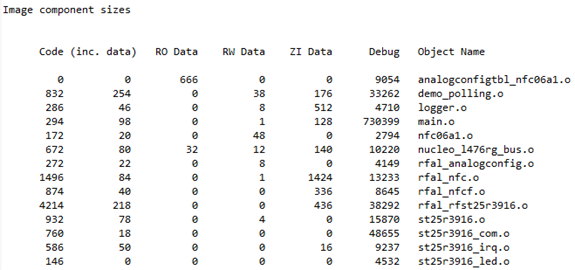 Image component sizes
Code (inc. data) RO Data RW Data ZI Data Debug Object Name
0 0 666 0 0 9054 analogconfigtbl_nfc06a1.o
832 254 0 38 176 33262 demo_polling.o
286 46 0 8 512 4710 logger.o
294 98 0 1 128 730399 main.o
172 20 0 48 0 2794 nfc06a1.o
672 80 32 12 140 10220 nucleo_l476rg_bus.o
272 22 0 8 0 4149 rfal_analogconfig.o
1496 84 0 1 1424 13233 rfal_nfc.o
874 40 0 0 336 8645 rfal_nfcf.o
4214 218 0 0 436 38292 rfal_rfst25r3916.o
932 78 0 4 0 15870 st25r3916.o
760 18 0 0 0 48655 st25r3916_com.o
586 50 0 0 16 9237 st25r3916_irq.o
146 0 0 0 0 4532 st25r3916_led.o